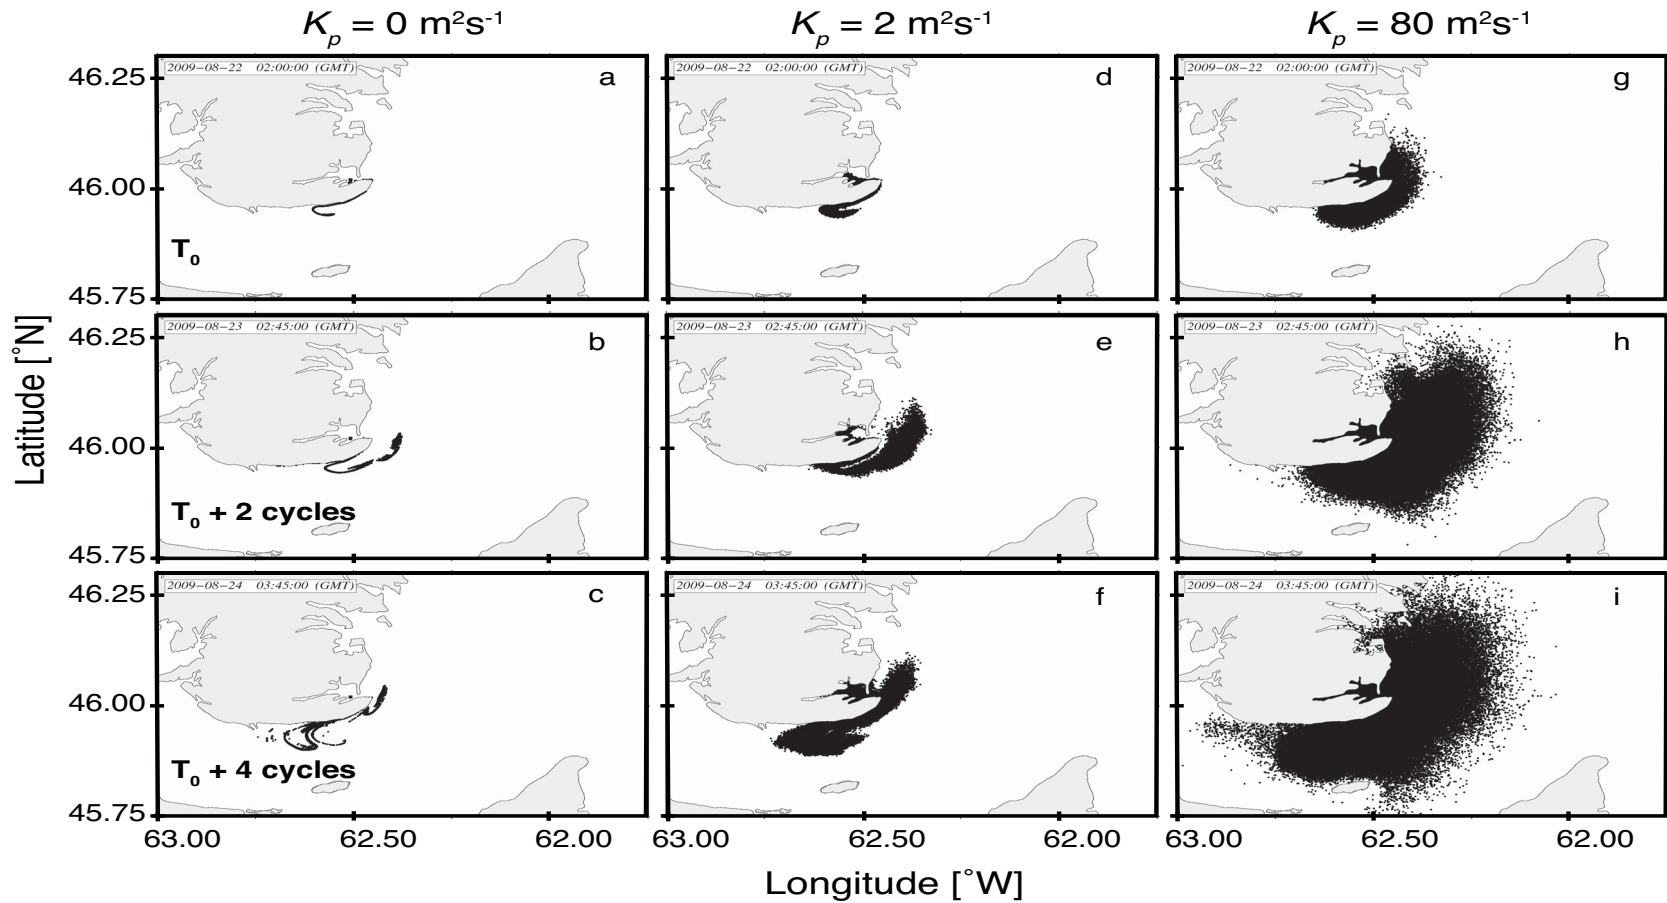 Kp = 0 m²s⁻¹ Kp = 2 m²s⁻¹ Kp = 80 m²s⁻¹
46.25 2009−08−22 02:00:00 (GMT) a 2009−08−22 02:00:00 (GMT) d 2009−08−22 02:00:00 (GMT) g
46.00
T0
45.75
46.25 2009−08−23 02:45:00 (GMT) b 2009−08−23 02:45:00 (GMT) e 2009−08−23 02:45:00 (GMT) h
46.00
T0 + 2 cycles
45.75
46.25 2009−08−24 03:45:00 (GMT) c 2009−08−24 03:45:00 (GMT) f 2009−08−24 03:45:00 (GMT) i
46.00
T0 + 4 cycles
45.75
Latitude [˚N]
63.00 62.50 62.00 63.00 62.50 62.00 63.00 62.50 62.00
Longitude [˚W]